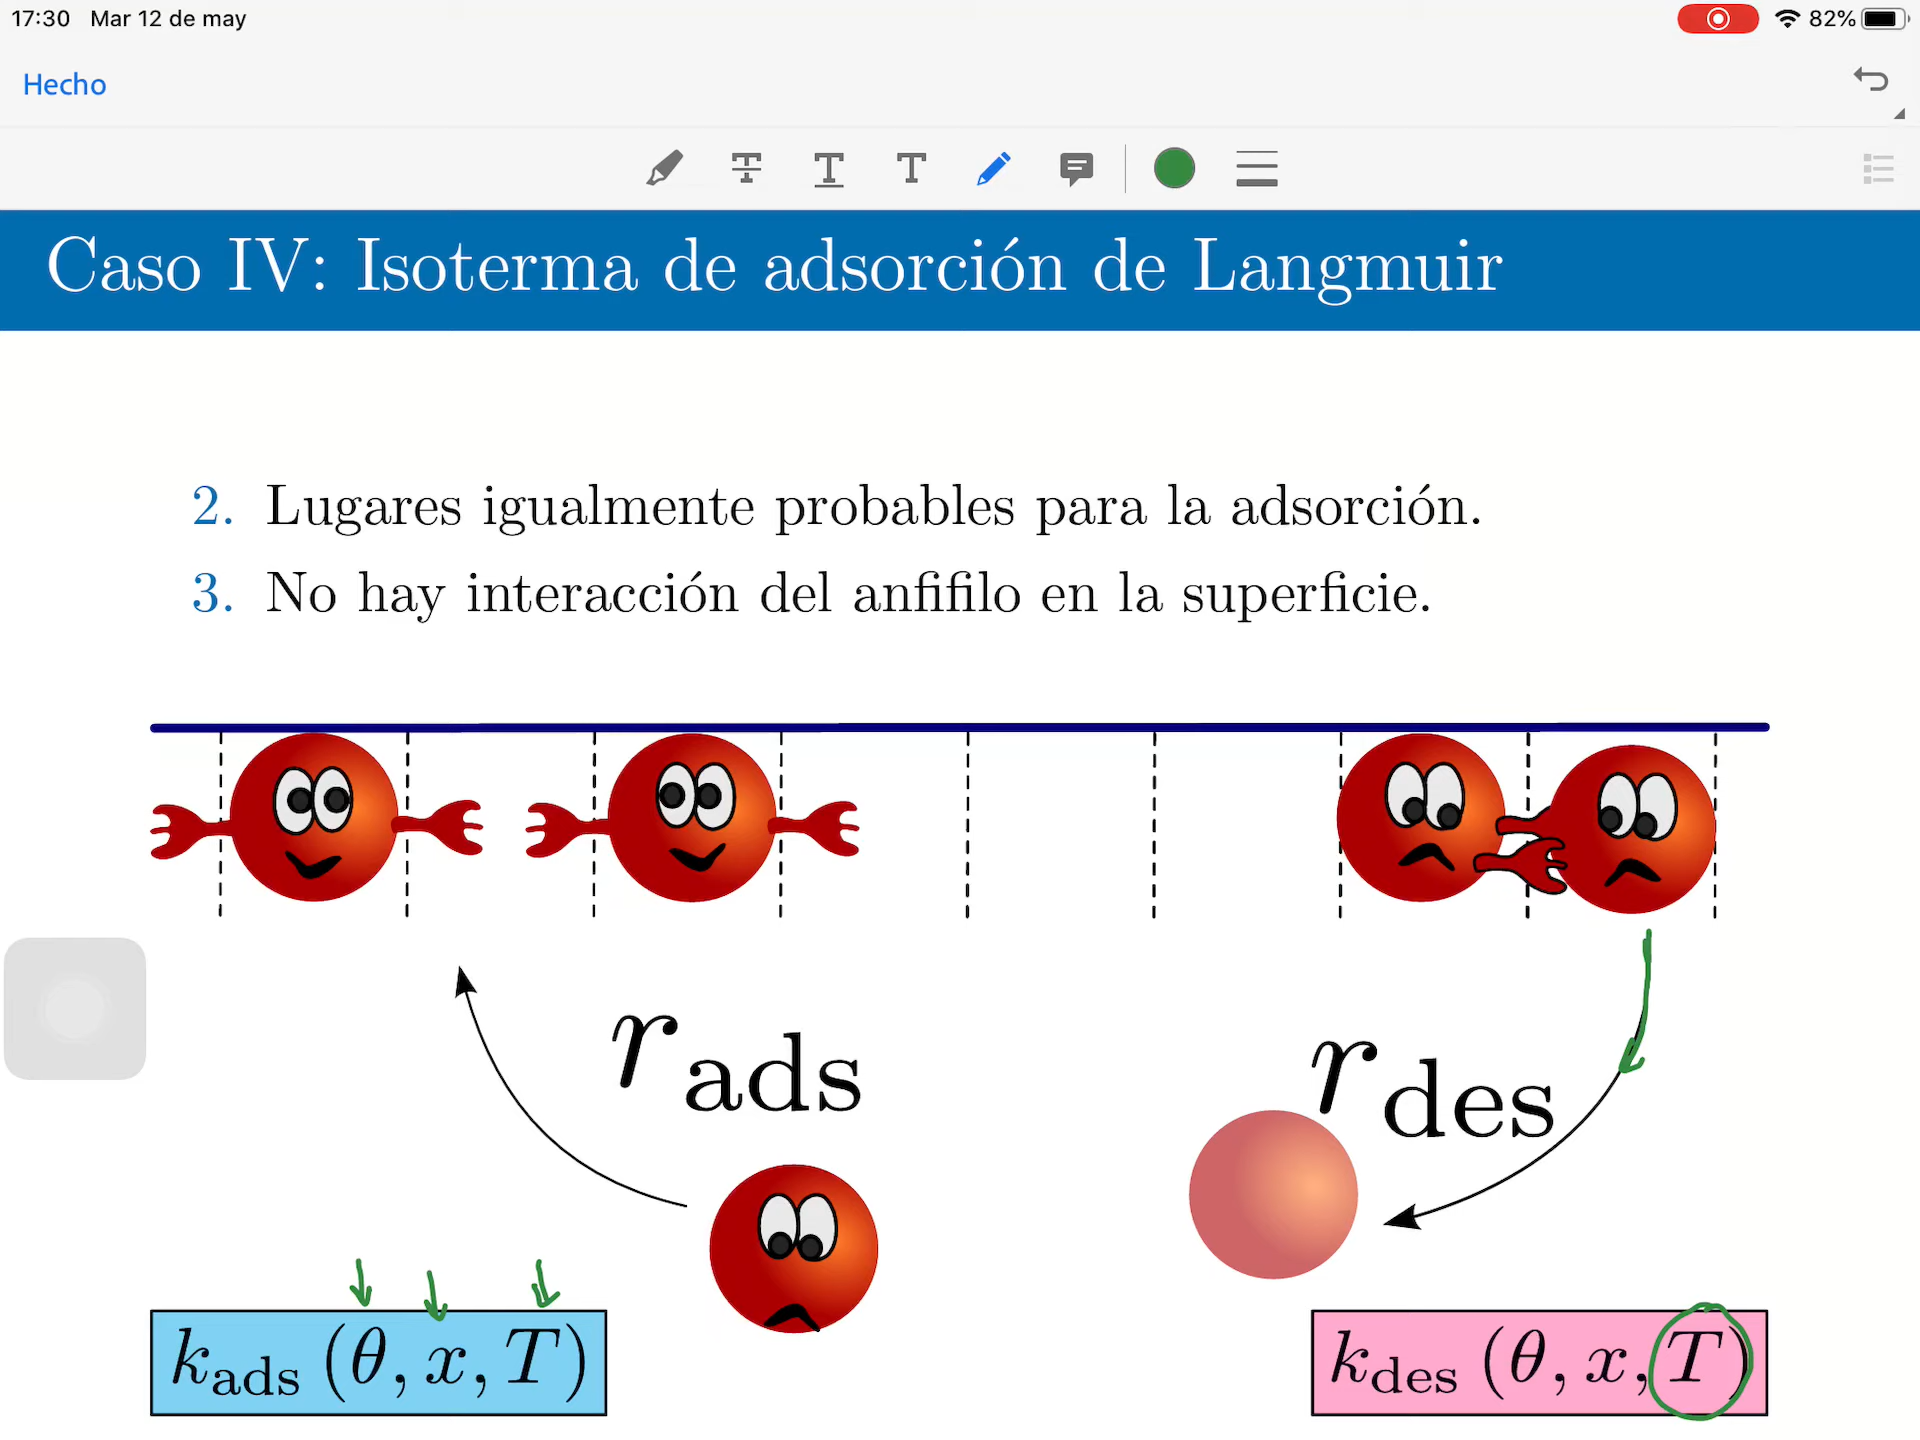 17:30 Mar 12 de may 82%
Hecho
Caso IV: Isoterma de adsorción de Langmuir
2. Lugares igualmente probables para la adsorción.
3. No hay interacción del anfifilo en la superficie.
r_ads
r_des
k_ads (θ, x, T)
k_des (θ, x, T)